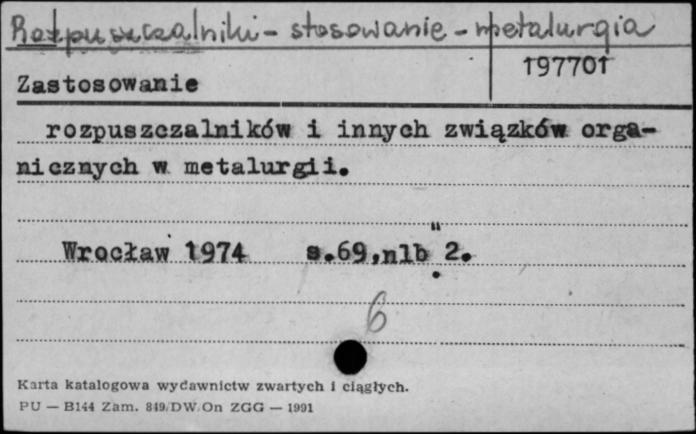 Rozpuszczalniki - stosowanie - metalurgia
197701
Zastosowanie
rozpuszczalników i innych związków orga-
nicznych w metalurgii.
Wrocław 1974 s.69,nlb 2.
6
Karta katalogowa wydawnictw zwartych i ciągłych.
PU — B144 Zam. 849/DW/On ZGG — 1991